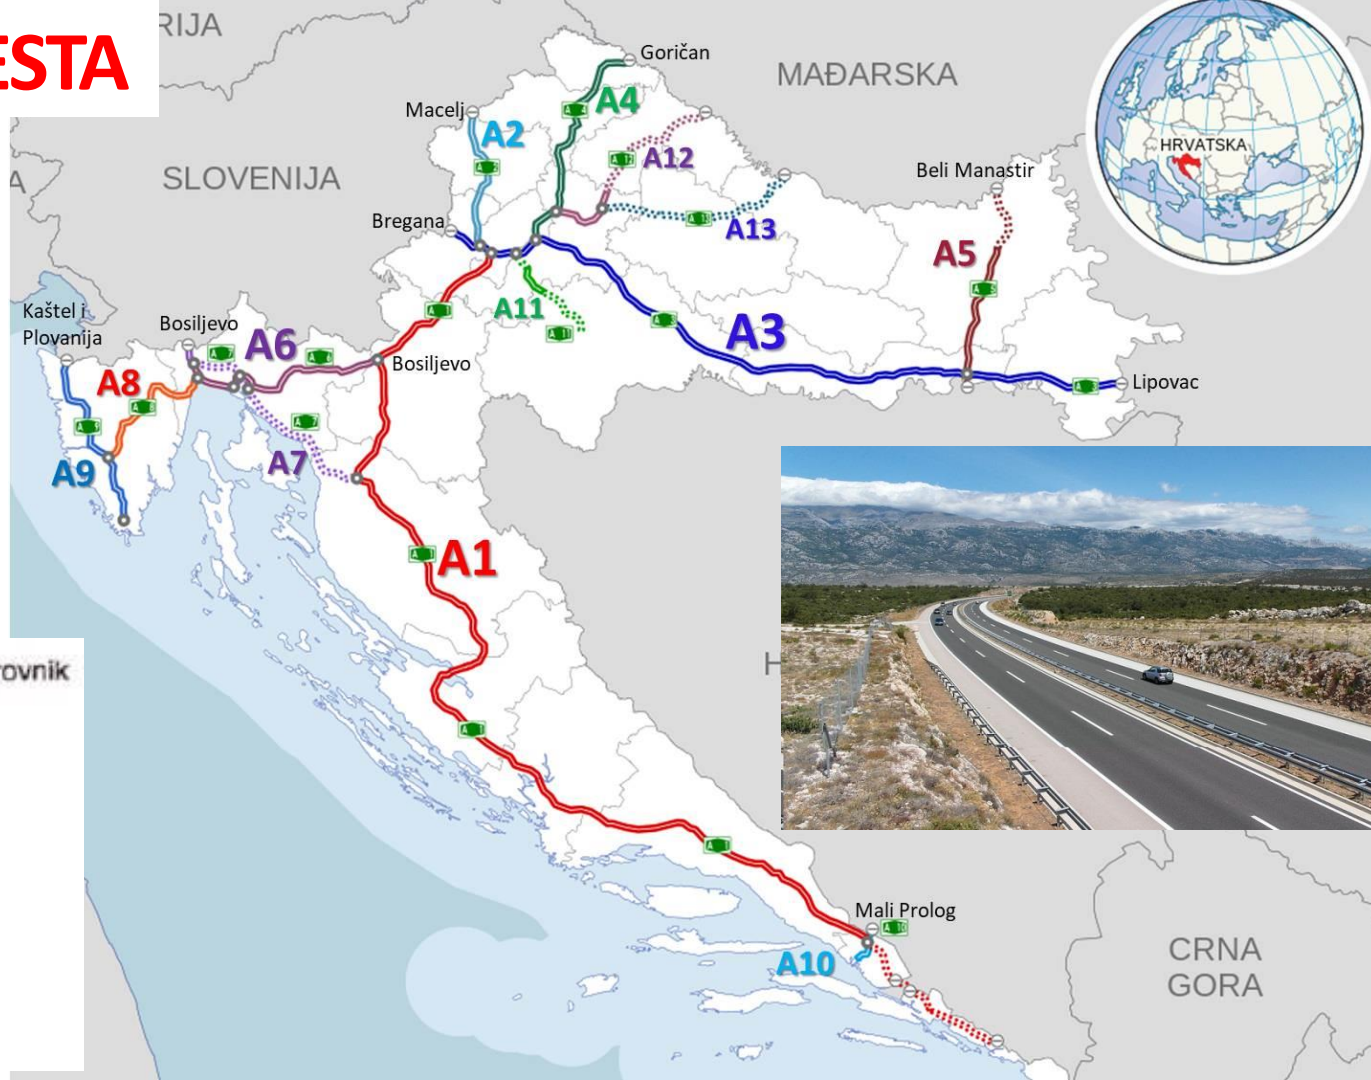 ESTA
RIJA
Goričan
MAĐARSKA
Macelj
A4
A2
A12
HRVATSKA
SLOVENIJA
Beli Manastir
Bregana
A13
A5
Kaštel i
Plovanija
Bosiljevo
A11
A6
A3
Bosiljevo
A8
Lipovac
A7
A9
A1
ovnik
H
Mali Prolog
A10
CRNA
GORA